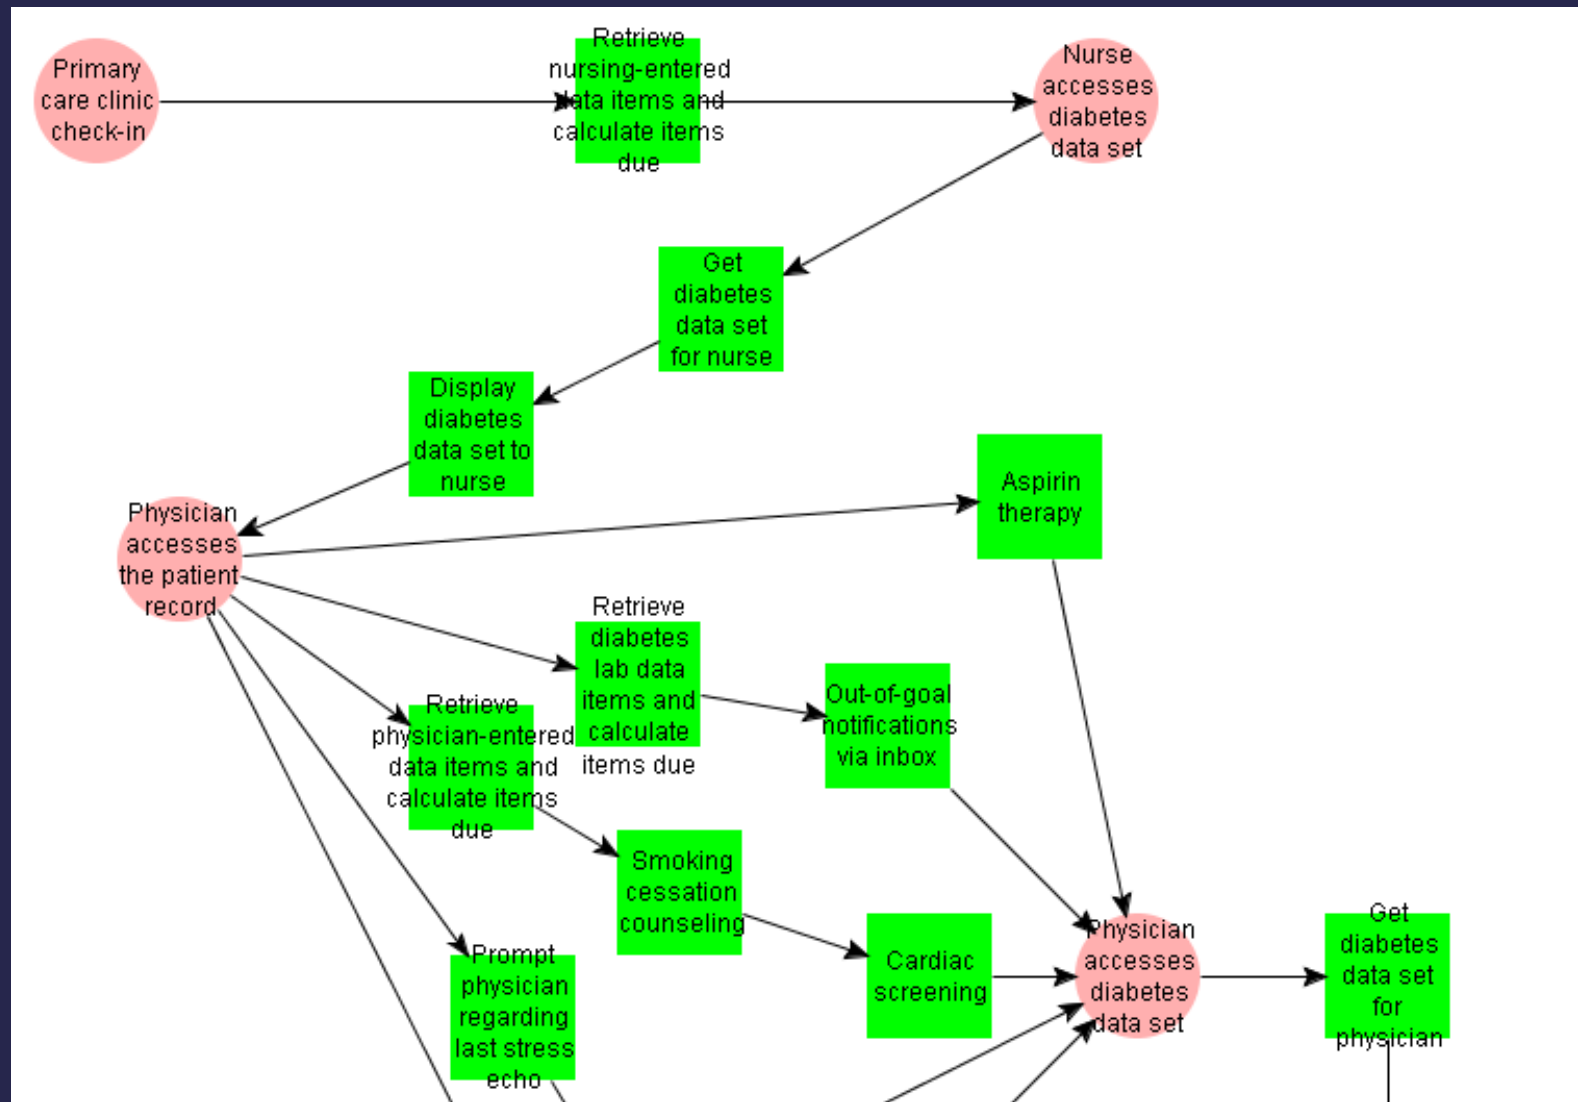 Primary
care clinic
check-in
Retrieve
nursing-entered
data items and
calculate items
due
Nurse
accesses
diabetes
data set
Get
diabetes
data set
for nurse
Display
diabetes
data set to
nurse
Physician
accesses
the patient
record
Aspirin
therapy
Retrieve
diabetes
lab data
items and
calculate
items due
Out-of-goal
notifications
via inbox
Retrieve
physician-entered
data items and
calculate items
due
Smoking
cessation
counseling
Cardiac
screening
Physician
accesses
diabetes
data set
Get
diabetes
data set
for
physician
Prompt
physician
regarding
last stress
echo